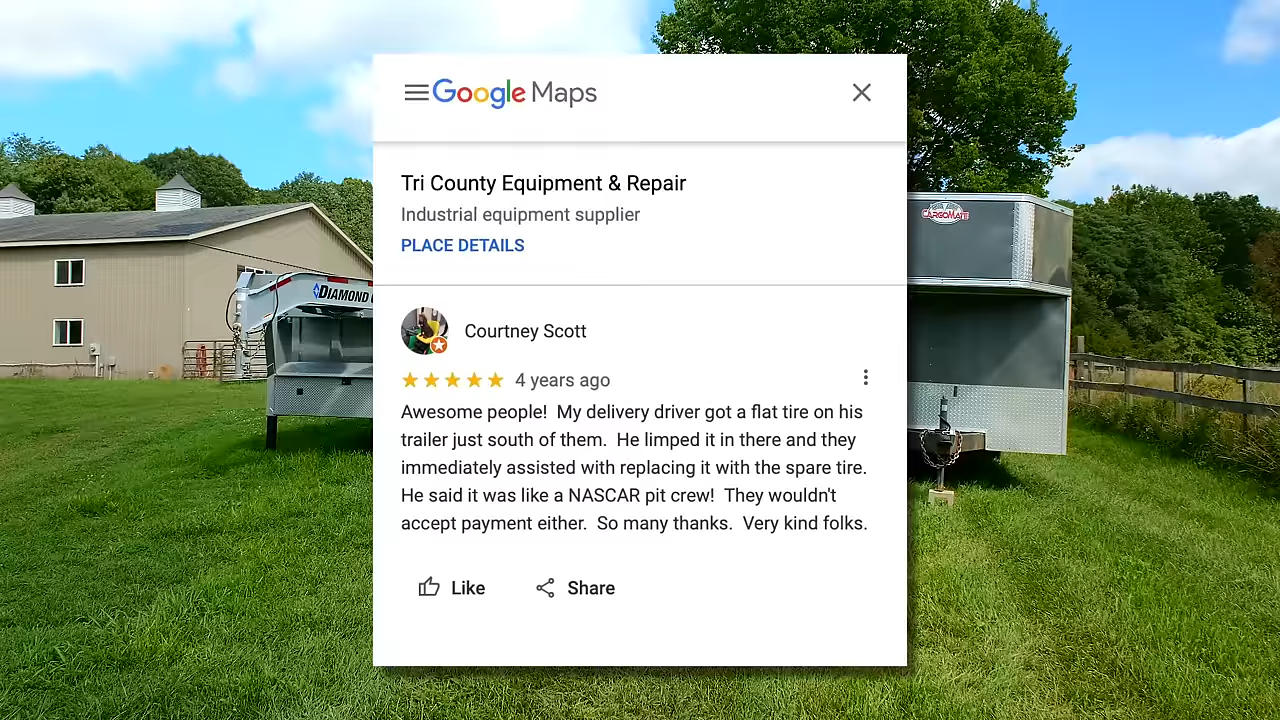 Google Maps
Tri County Equipment & Repair
Industrial equipment supplier
PLACE DETAILS
Courtney Scott
4 years ago
Awesome people!  My delivery driver got a flat tire on his
trailer just south of them.  He limped it in there and they
immediately assisted with replacing it with the spare tire.
He said it was like a NASCAR pit crew!  They wouldn't
accept payment either.  So many thanks.  Very kind folks.
Like
Share
DIAMOND
CARGOMATE